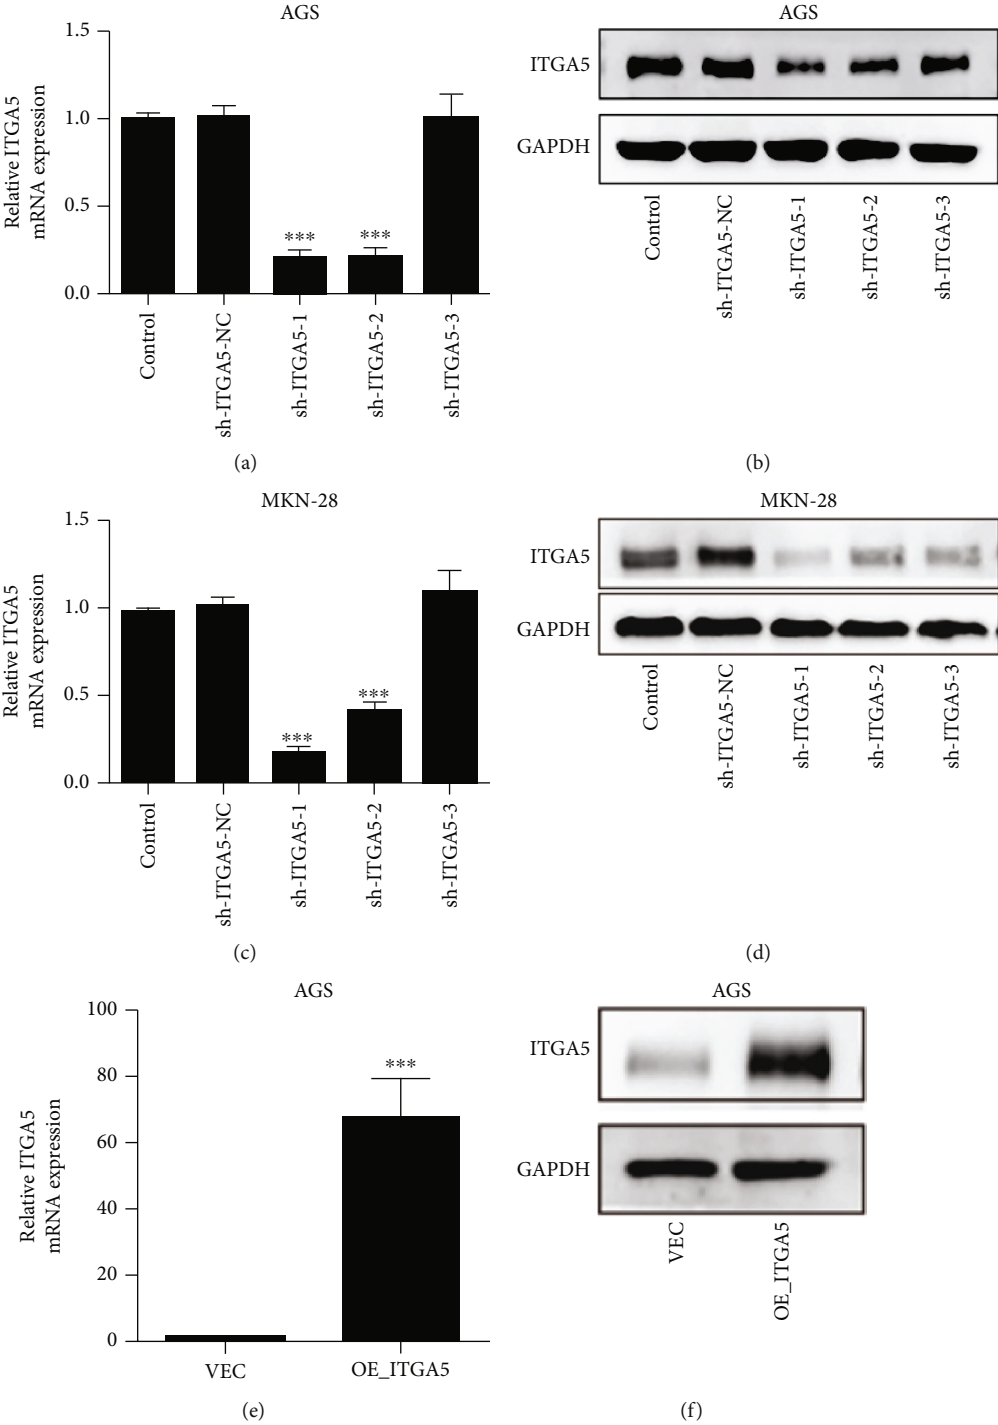 AGS
Relative ITGA5
mRNA expression
1.5
1.0
0.5
0.0
***
***
Control
sh-ITGA5-NC
sh-ITGA5-1
sh-ITGA5-2
sh-ITGA5-3
(a)
AGS
ITGA5
GAPDH
Control
sh-ITGA5-NC
sh-ITGA5-1
sh-ITGA5-2
sh-ITGA5-3
(b)
MKN-28
Relative ITGA5
mRNA expression
1.5
1.0
0.5
0.0
***
***
Control
sh-ITGA5-NC
sh-ITGA5-1
sh-ITGA5-2
sh-ITGA5-3
(c)
MKN-28
ITGA5
GAPDH
Control
sh-ITGA5-NC
sh-ITGA5-1
sh-ITGA5-2
sh-ITGA5-3
(d)
AGS
Relative ITGA5
mRNA expression
100
80
60
40
20
0
***
VEC
OE_ITGA5
(e)
AGS
ITGA5
GAPDH
VEC
OE_ITGA5
(f)